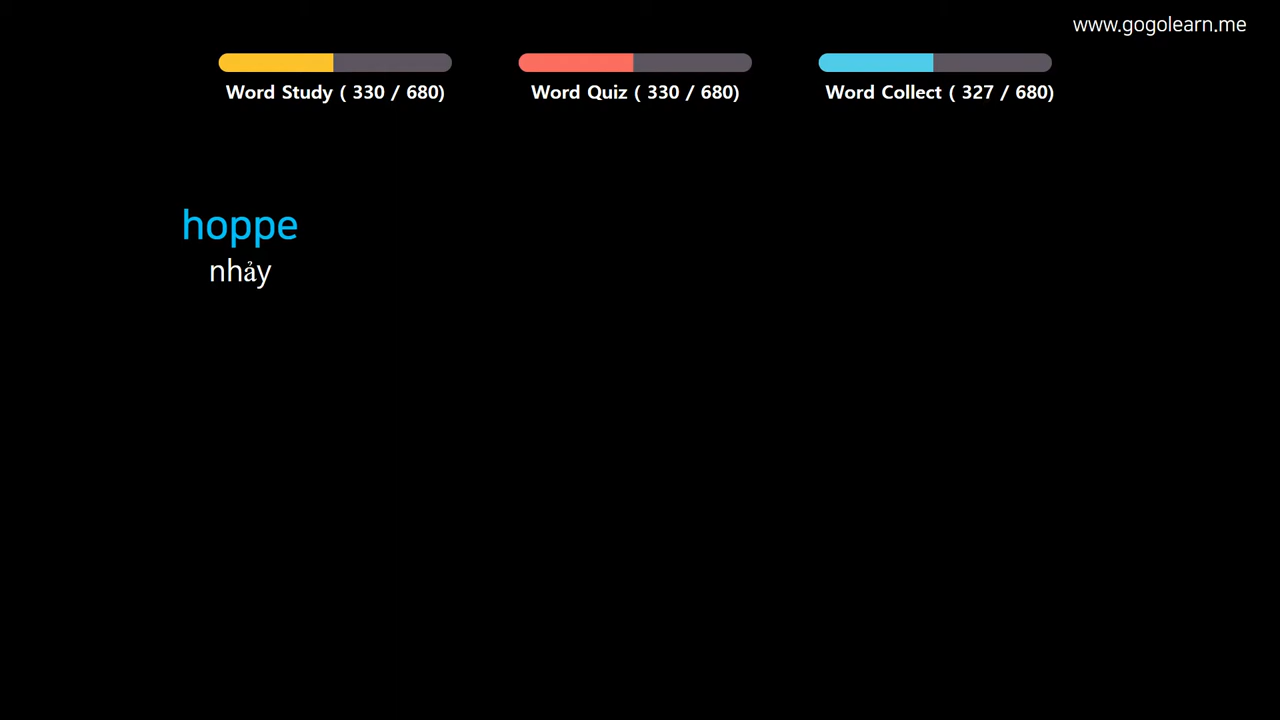 www.gogolearn.me
Word Study ( 330 / 680)
Word Quiz ( 330 / 680)
Word Collect ( 327 / 680)
hoppe
nhảy